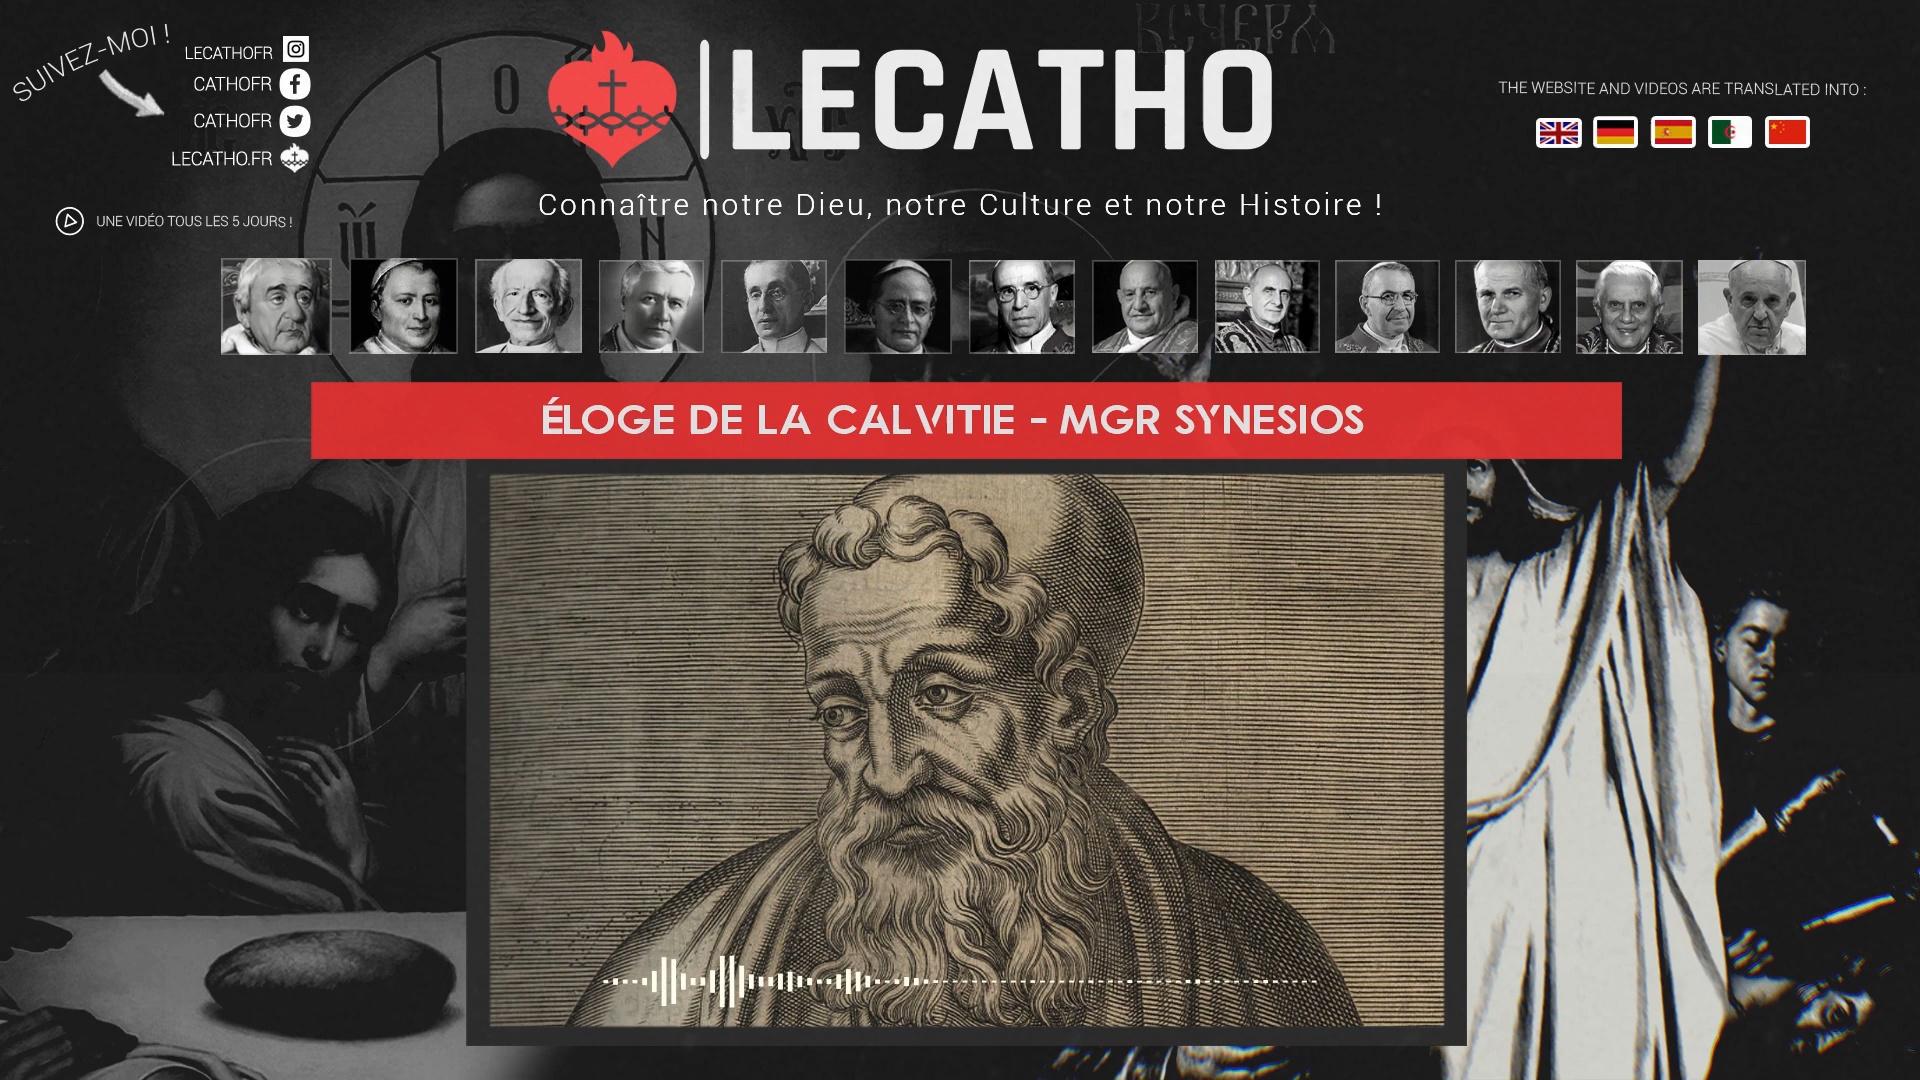 SUIVEZ-MOI !
LECATHOFR
CATHOFR
CATHOFR
LECATHO.FR
UNE VIDÉO TOUS LES 5 JOURS !
LECATHO
Connaître notre Dieu, notre Culture et notre Histoire !
THE WEBSITE AND VIDEOS ARE TRANSLATED INTO :
ÉLOGE DE LA CALVITIE - MGR SYNESIOS